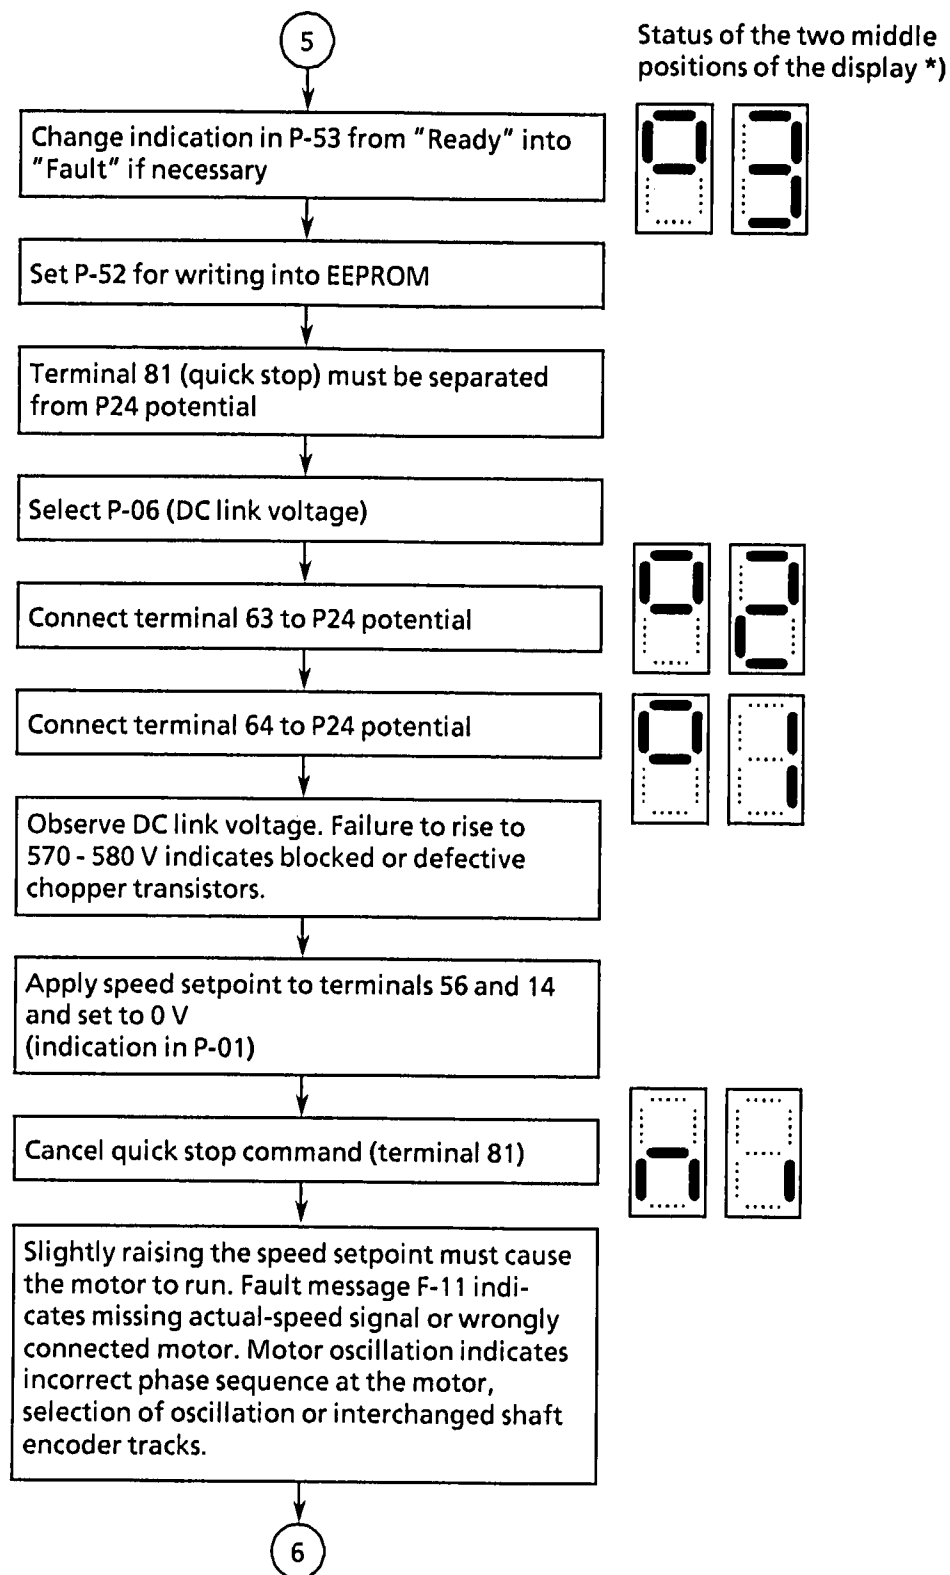 5
Status of the two middle
positions of the display *)
Change indication in P-53 from "Ready" into
"Fault" if necessary
Set P-52 for writing into EEPROM
Terminal 81 (quick stop) must be separated
from P24 potential
Select P-06 (DC link voltage)
Connect terminal 63 to P24 potential
Connect terminal 64 to P24 potential
Observe DC link voltage. Failure to rise to
570 - 580 V indicates blocked or defective
chopper transistors.
Apply speed setpoint to terminals 56 and 14
and set to 0 V
(indication in P-01)
Cancel quick stop command (terminal 81)
Slightly raising the speed setpoint must cause
the motor to run. Fault message F-11 indi-
cates missing actual-speed signal or wrongly
connected motor. Motor oscillation indicates
incorrect phase sequence at the motor,
selection of oscillation or interchanged shaft
encoder tracks.
6